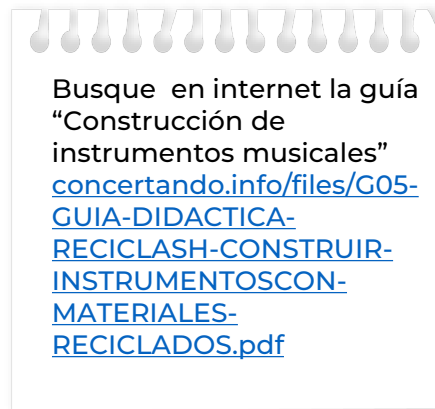 Busque  en internet la guía
“Construcción de
instrumentos musicales”
concertando.info/files/G05-
GUIA-DIDACTICA-
RECICLASH-CONSTRUIR-
INSTRUMENTOSCON-
MATERIALES-
RECICLADOS.pdf